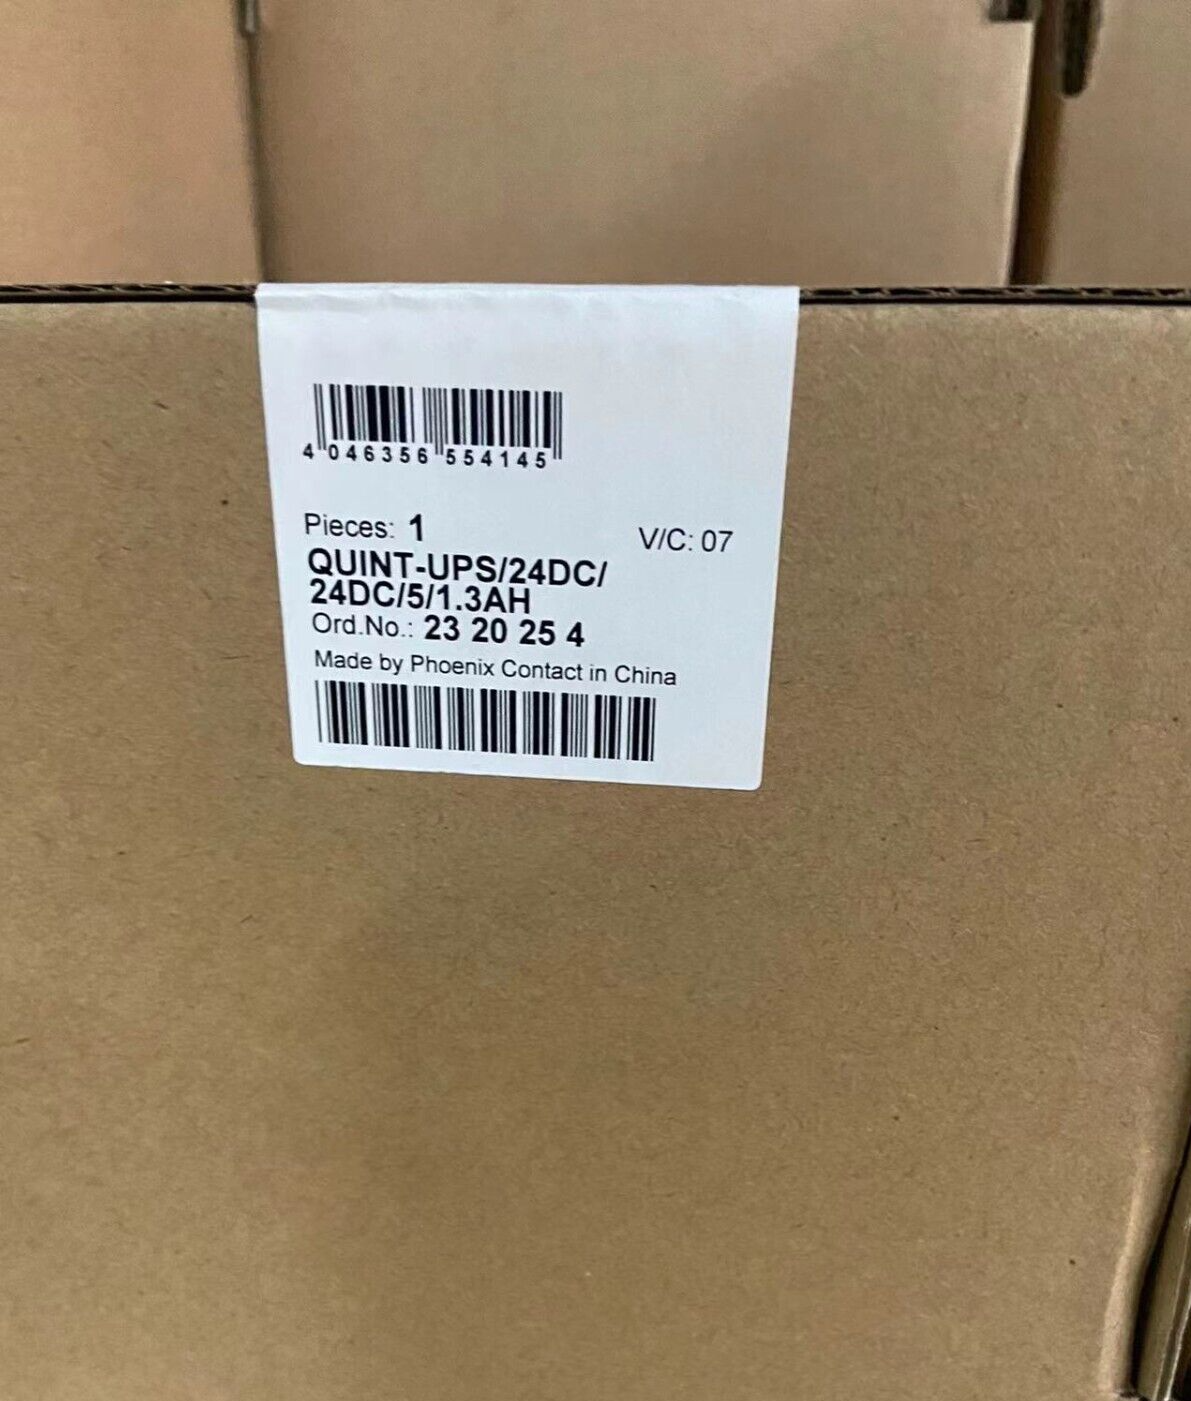 4 046356 554145
Pieces: 1
V/C: 07
QUINT-UPS/24DC/
24DC/5/1.3AH
Ord.No.: 23 20 25 4
Made by Phoenix Contact in China